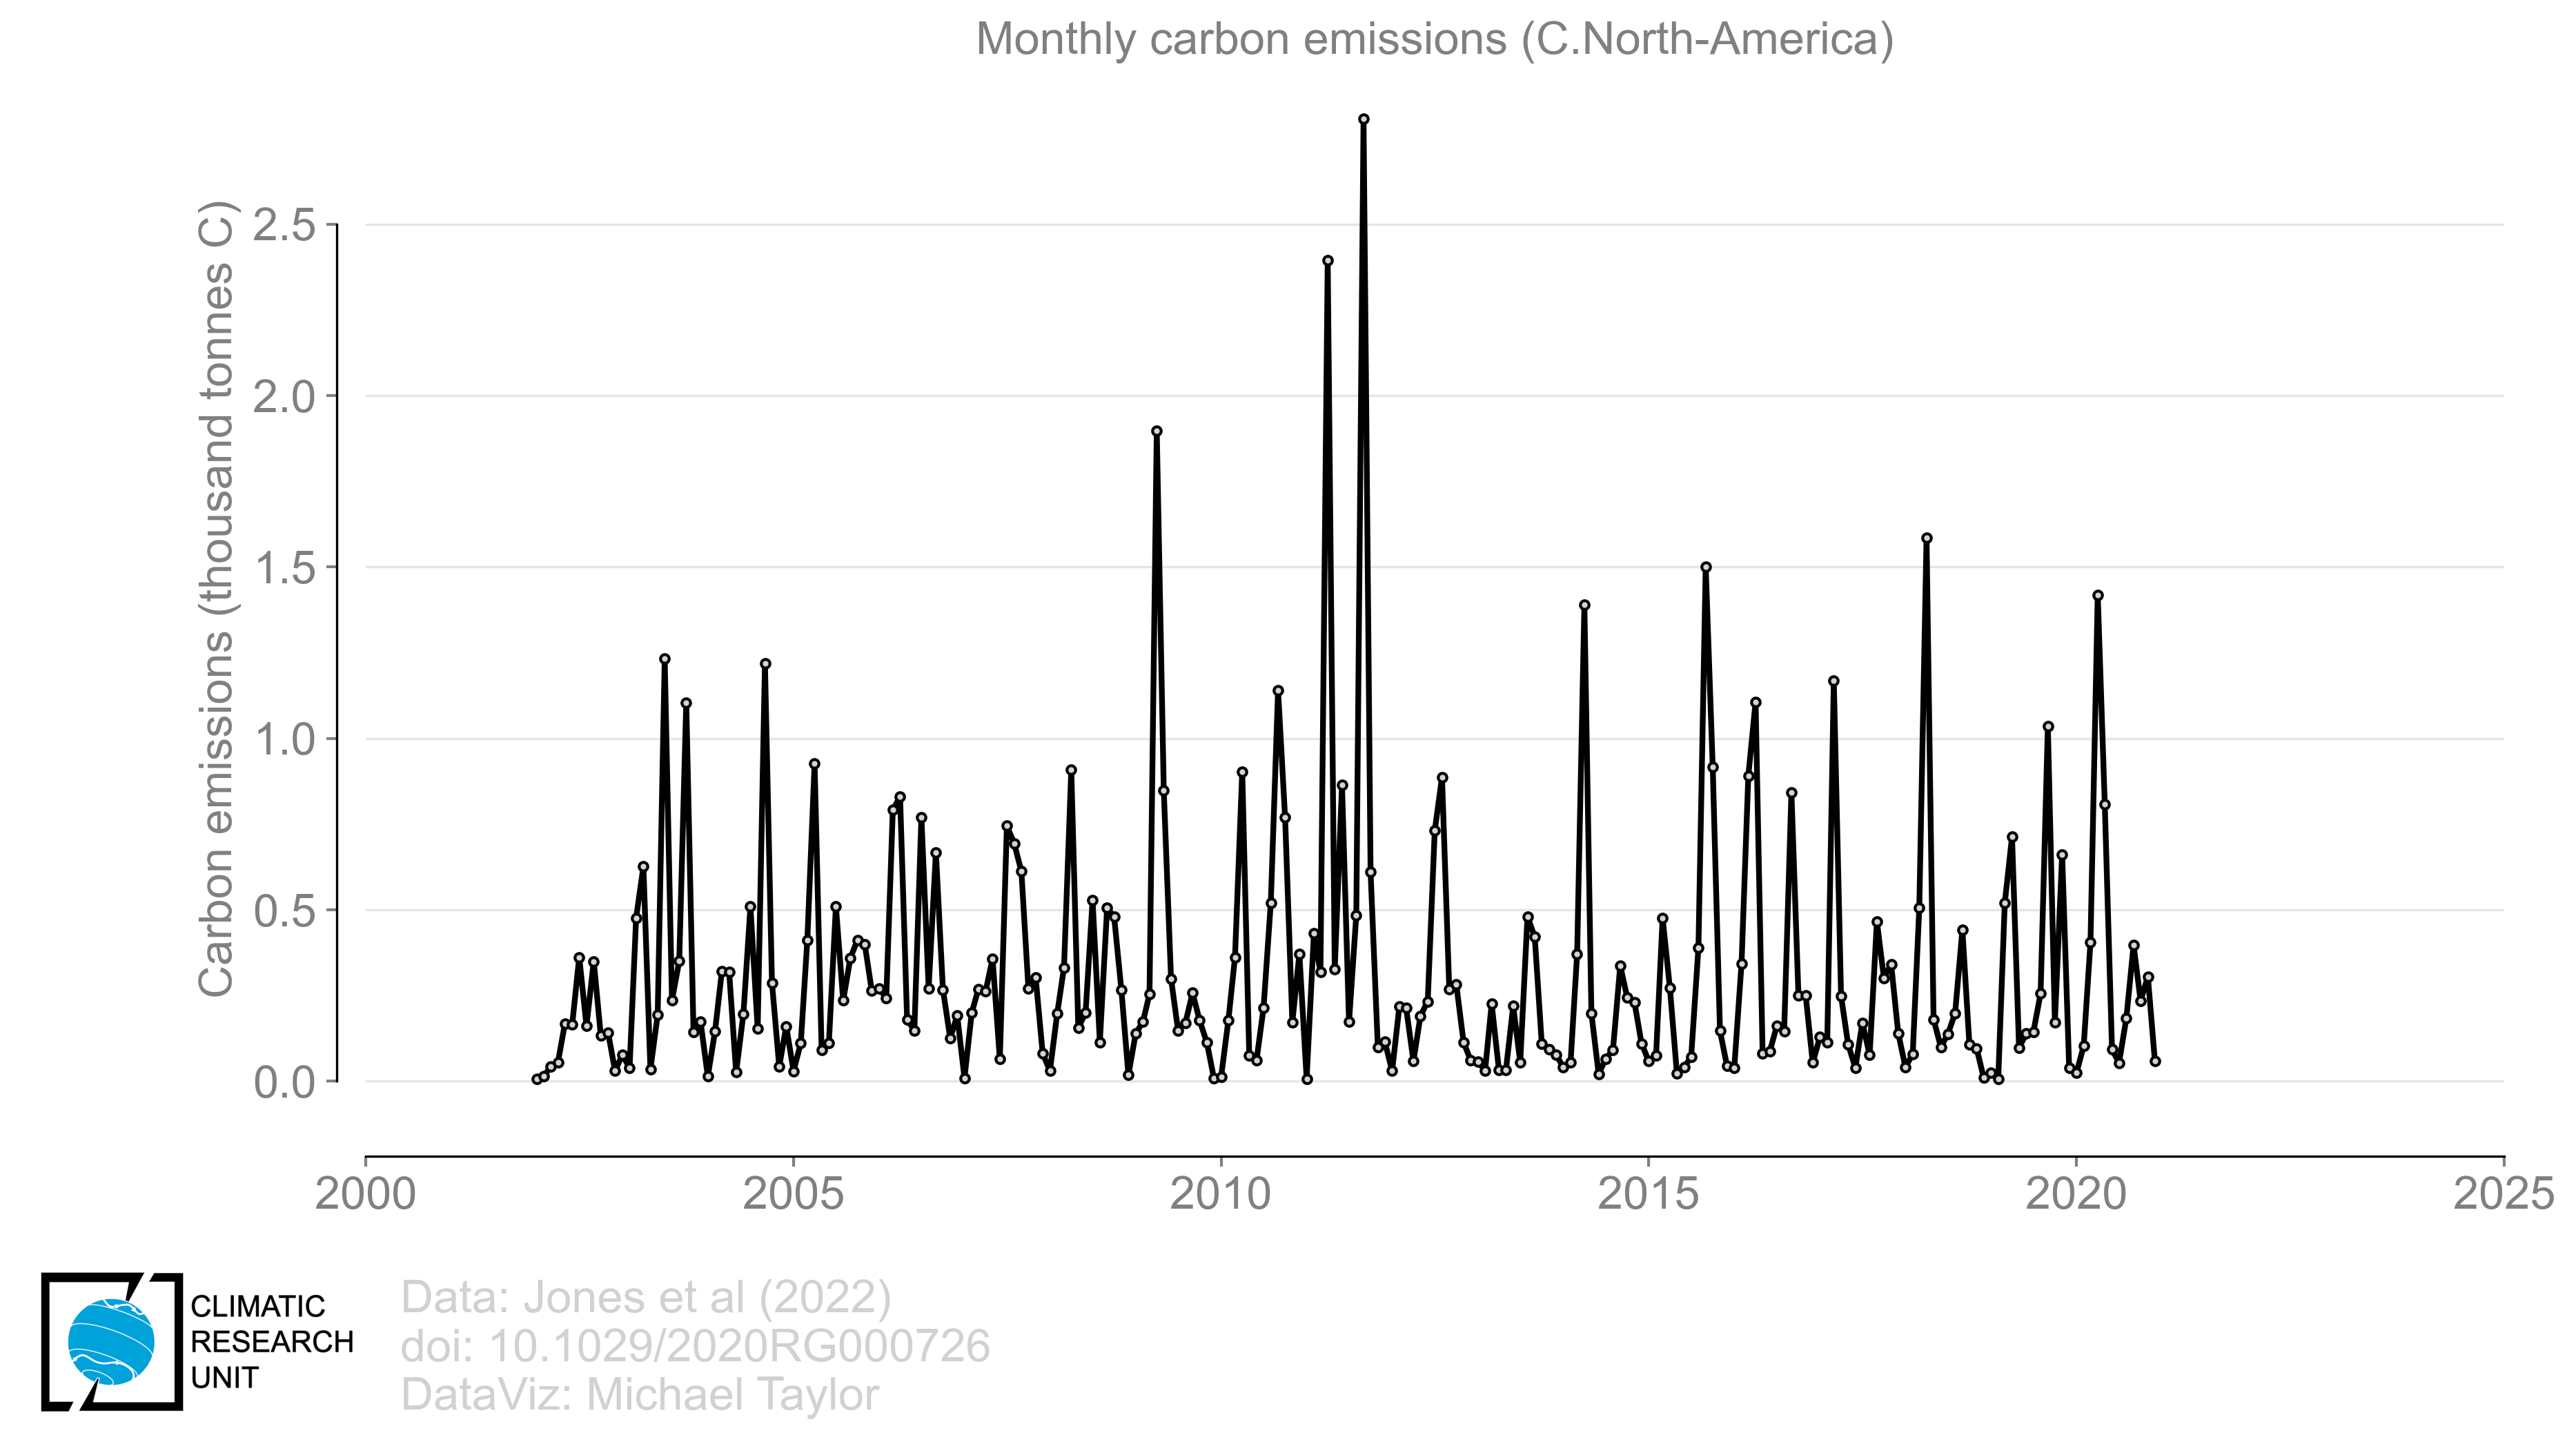 Monthly carbon emissions (C.North-America)
Carbon emissions (thousand tonnes C)
2.5
2.0
1.5
1.0
0.5
0.0
2000 2005 2010 2015 2020 2025
CLIMATIC
RESEARCH
UNIT
Data: Jones et al (2022)
doi: 10.1029/2020RG000726
DataViz: Michael Taylor